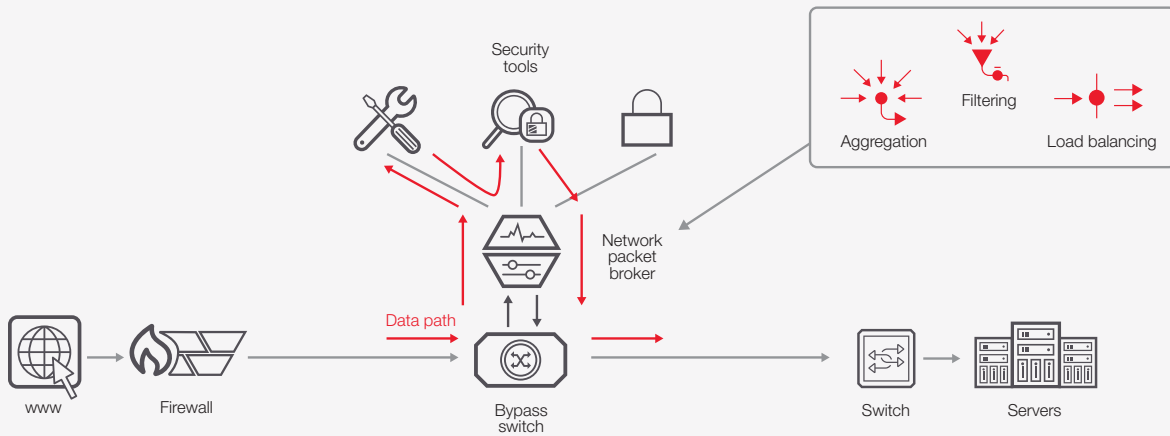 Security
tools
Filtering
Aggregation
Load balancing
Network
packet
broker
Data path
www
Firewall
Bypass
switch
Switch
Servers